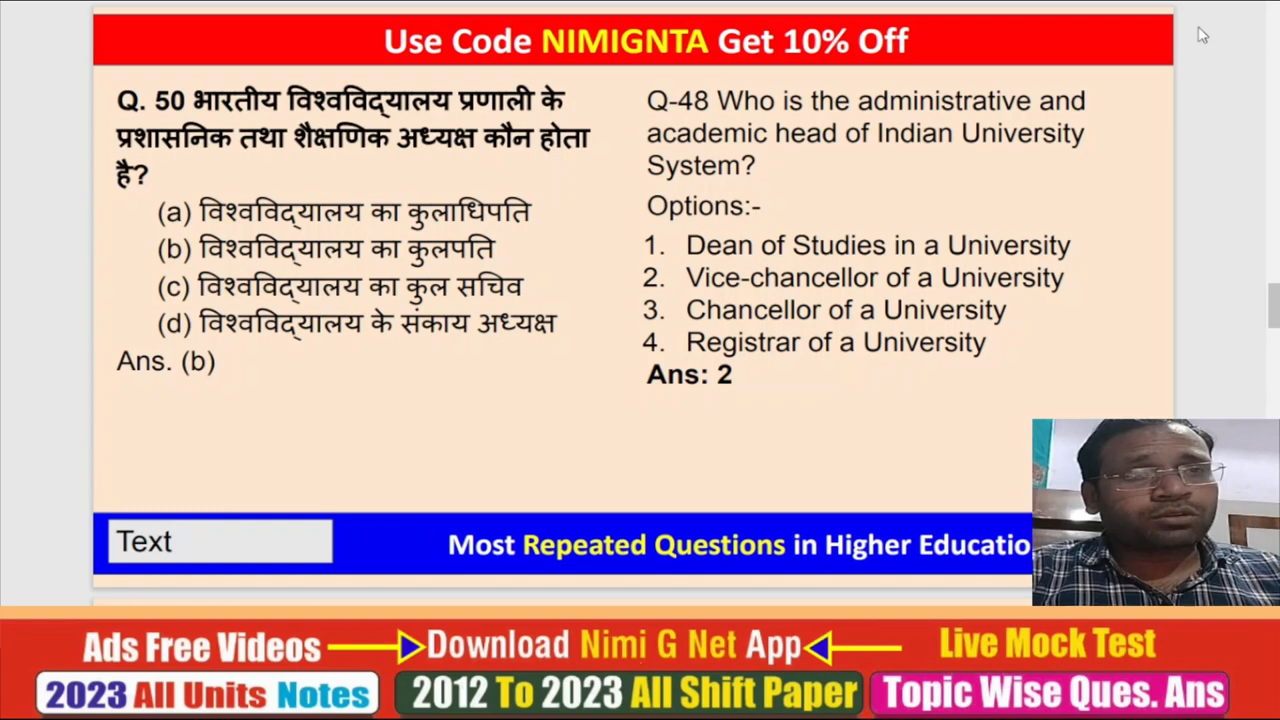 Use Code NIMIGNTA Get 10% Off
Q. 50 भारतीय विश्वविद्यालय प्रणाली के
प्रशासनिक तथा शैक्षणिक अध्यक्ष कौन होता
है?
(a) विश्वविद्यालय का कुलाधिपति
(b) विश्वविद्यालय का कुलपति
(c) विश्वविद्यालय का कुल सचिव
(d) विश्वविद्यालय के संकाय अध्यक्ष
Ans. (b)
Q-48 Who is the administrative and
academic head of Indian University
System?
Options:-
1. Dean of Studies in a University
2. Vice-chancellor of a University
3. Chancellor of a University
4. Registrar of a University
Ans: 2
Text
Most Repeated Questions in Higher Educatio
Ads Free Videos Download Nimi G Net App Live Mock Test
2023 All Units Notes 2012 To 2023 All Shift Paper Topic Wise Ques. Ans